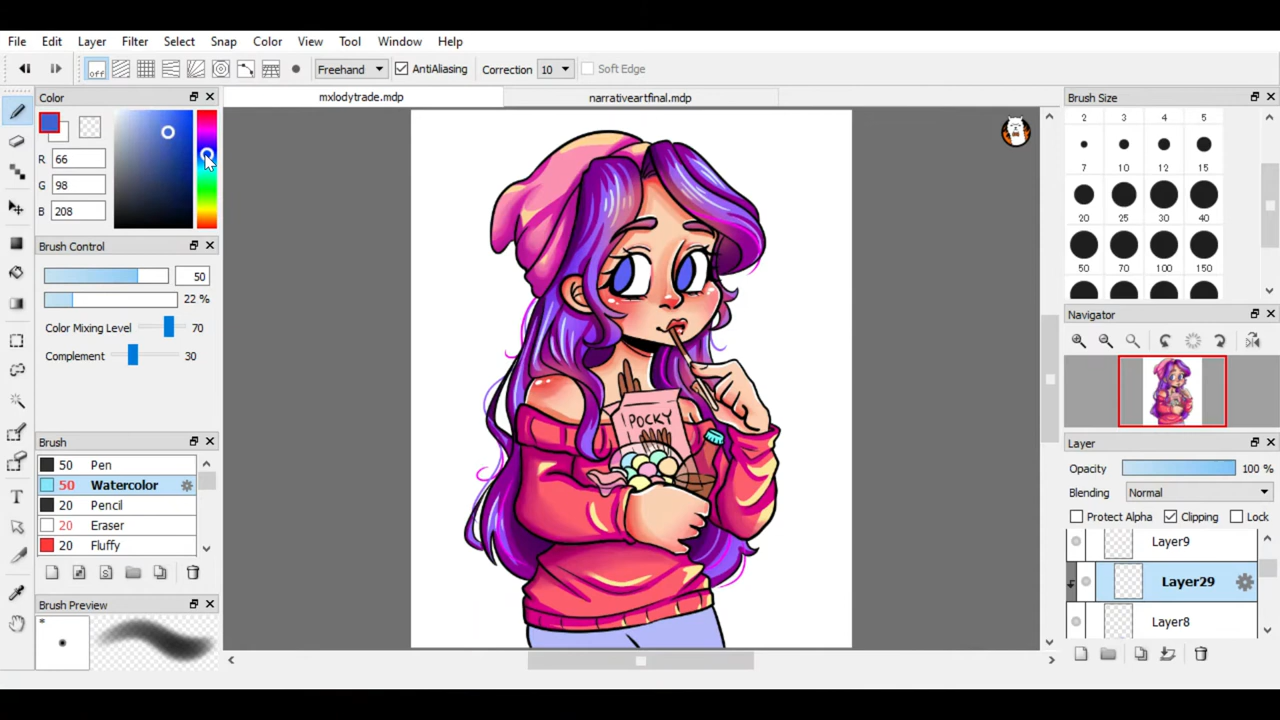 File Edit Layer Filter Select Snap Color View Tool Window Help
off Freehand AntiAliasing Correction 10 Soft Edge
Color
mxlodytrade.mdp narrativeartfinal.mdp
Brush Size
R 66
G 98
B 208
2 3 4 5
7 10 12 15
20 25 30 40
50 70 100 150
Brush Control
50
22 %
Color Mixing Level 70
Complement 30
Navigator
POCKY
Brush
50 Pen
50 Watercolor
20 Pencil
20 Eraser
20 Fluffy
Brush Preview
*
Layer
Opacity 100 %
Blending Normal
Protect Alpha Clipping Lock
Layer9
Layer29
Layer8